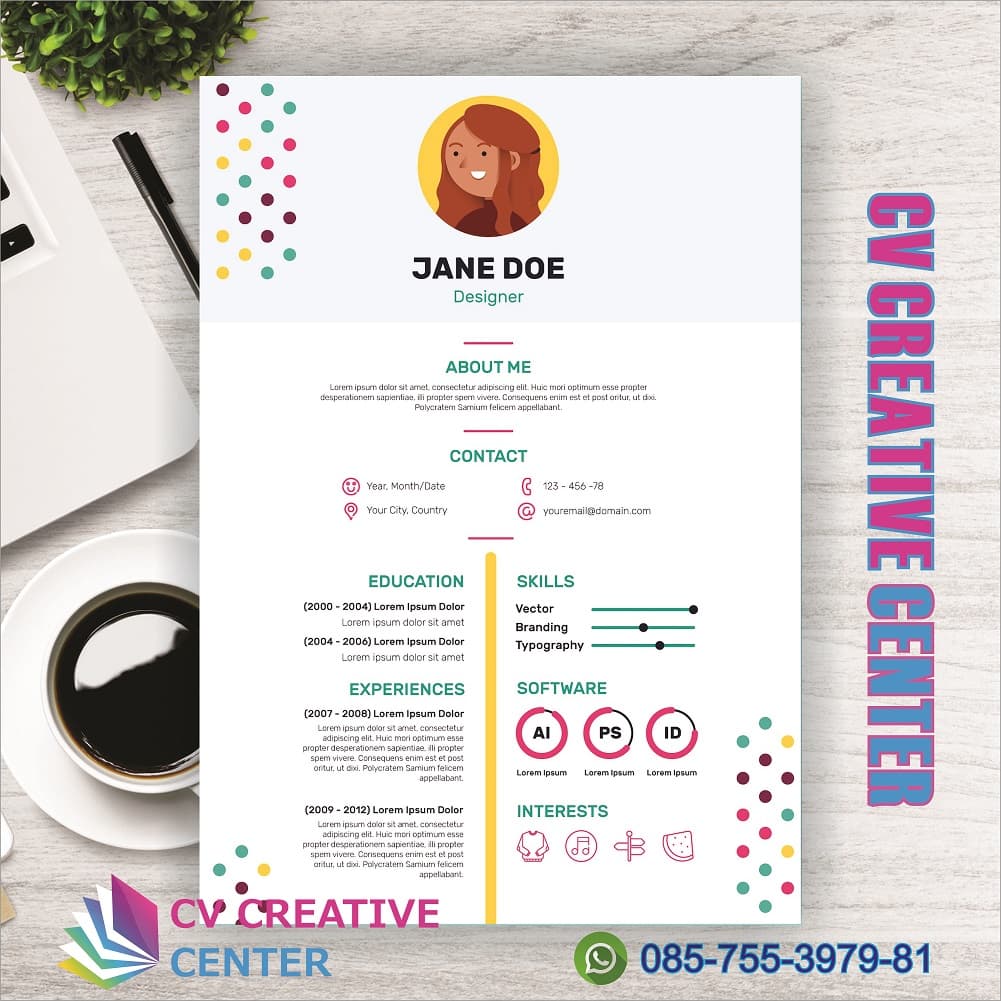 JANE DOE
Designer
ABOUT ME
Lorem ipsum dolor sit amet, consectetur adipiscing elit. Huic mori optimum esse propter
desperationem sapientiae, illi propter spem vivere. Consequens enim est post oritur, ut dixi.
Polycratem Samium felicem appellabant.
CONTACT
Year, Month/Date
123 - 456 -78
Your City, Country
youremail@domain.com
EDUCATION
(2000 - 2004) Lorem Ipsum Dolor
Lorem ipsum dolor sit amet
(2004 - 2006) Lorem Ipsum Dolor
Lorem ipsum dolor sit amet
EXPERIENCES
(2007 - 2008) Lorem Ipsum Dolor
Lorem ipsum dolor sit amet, consectetur
adipiscing elit. Huic mori optimum esse
propter desperationem sapientiae, illi propter
spem vivere. Consequens enim est post oritur,
ut dixi. Polycratem Samium felicem
appellabant.
(2009 - 2012) Lorem Ipsum Dolor
Lorem ipsum dolor sit amet, consectetur
adipiscing elit. Huic mori optimum esse
propter desperationem sapientiae, illi propter
spem vivere. Consequens enim est post oritur,
ut dixi. Polycratem Samium felicem
appellabant.
SKILLS
Vector
Branding
Typography
SOFTWARE
AI PS ID
Lorem Ipsum Lorem Ipsum Lorem Ipsum
INTERESTS
CV CREATIVE CENTER
CV CREATIVE
CENTER
085-755-3979-81